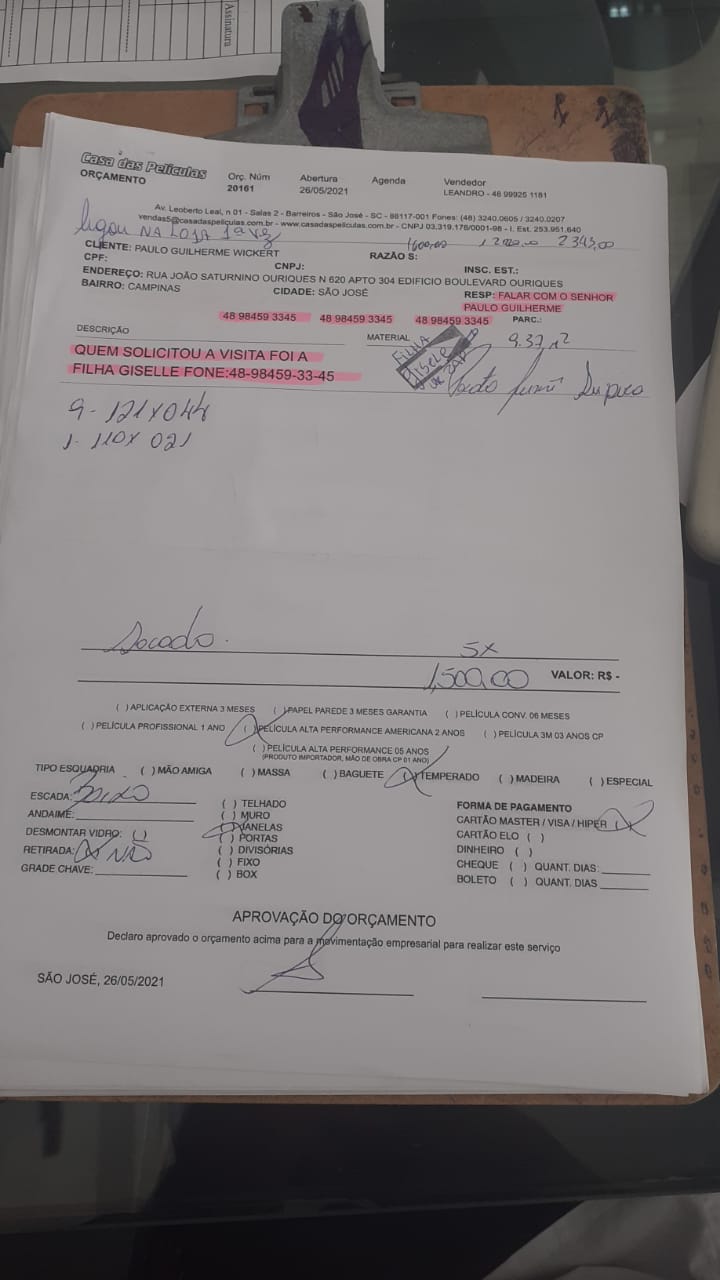 Assinatura
Casa das Películas
ORÇAMENTO
Orç. Núm
20161
Abertura
26/05/2021
Agenda
Vendedor
LEANDRO - 48 99925 1181
Av. Leoberto Leal, n 01 - Salas 2 - Barreiros - São José - SC - 88117-001 Fones: (48) 3240.0605 / 3240.0207
vendas5@casadaspeliculas.com.br - www.casadaspeliculas.com.br - CNPJ 03.319.178/0001-98 - I. Est. 253.951.640
ligou NA LOJA 1ª vez
1600,00 2343,00
CLIENTE: PAULO GUILHERME WICKERT
RAZÃO S:
CPF:
CNPJ:
INSC. EST.:
ENDEREÇO: RUA JOÃO SATURNINO OURIQUES N 620 APTO 304 EDIFICIO BOULEVARD OURIQUES
BAIRRO: CAMPINAS
CIDADE: SÃO JOSÉ
RESP: FALAR COM O SENHOR
PAULO GUILHERME
48 98459 3345 48 98459 3345 48 98459 3345
PARC.:
DESCRIÇÃO
MATERIAL
9.37
QUEM SOLICITOU A VISITA FOI A
FILHA GISELLE FONE:48-98459-33-45
FILHA
Gisele
9 - 121X044
1 - 110X021
5X
1,500,00
VALOR: R$ -
( ) APLICAÇÃO EXTERNA 3 MESES ( ) PAPEL PAREDE 3 MESES GARANTIA ( ) PELÍCULA CONV. 06 MESES
( ) PELÍCULA PROFISSIONAL 1 ANO (X) PELÍCULA ALTA PERFORMANCE AMERICANA 2 ANOS ( ) PELÍCULA 3M 03 ANOS CP
( ) PELÍCULA ALTA PERFORMANCE 05 ANOS
(PRODUTO IMPORTADOR, MÃO DE OBRA CP 01 ANO)
TIPO ESQUADRIA ( ) MÃO AMIGA ( ) MASSA ( ) BAGUETE (X) TEMPERADO ( ) MADEIRA ( ) ESPECIAL
ESCADA:
ANDAIME:
DESMONTAR VIDRO:
RETIRADA: NÃO
GRADE CHAVE:
( ) TELHADO
( ) MURO
( ) JANELAS
( ) PORTAS
( ) DIVISÓRIAS
( ) FIXO
( ) BOX
FORMA DE PAGAMENTO
CARTÃO MASTER / VISA / HIPER (X)
CARTÃO ELO ( )
DINHEIRO ( )
CHEQUE ( ) QUANT. DIAS:
BOLETO ( ) QUANT. DIAS
APROVAÇÃO DO ORÇAMENTO
Declaro aprovado o orçamento acima para a movimentação empresarial para realizar este serviço
SÃO JOSÉ, 26/05/2021